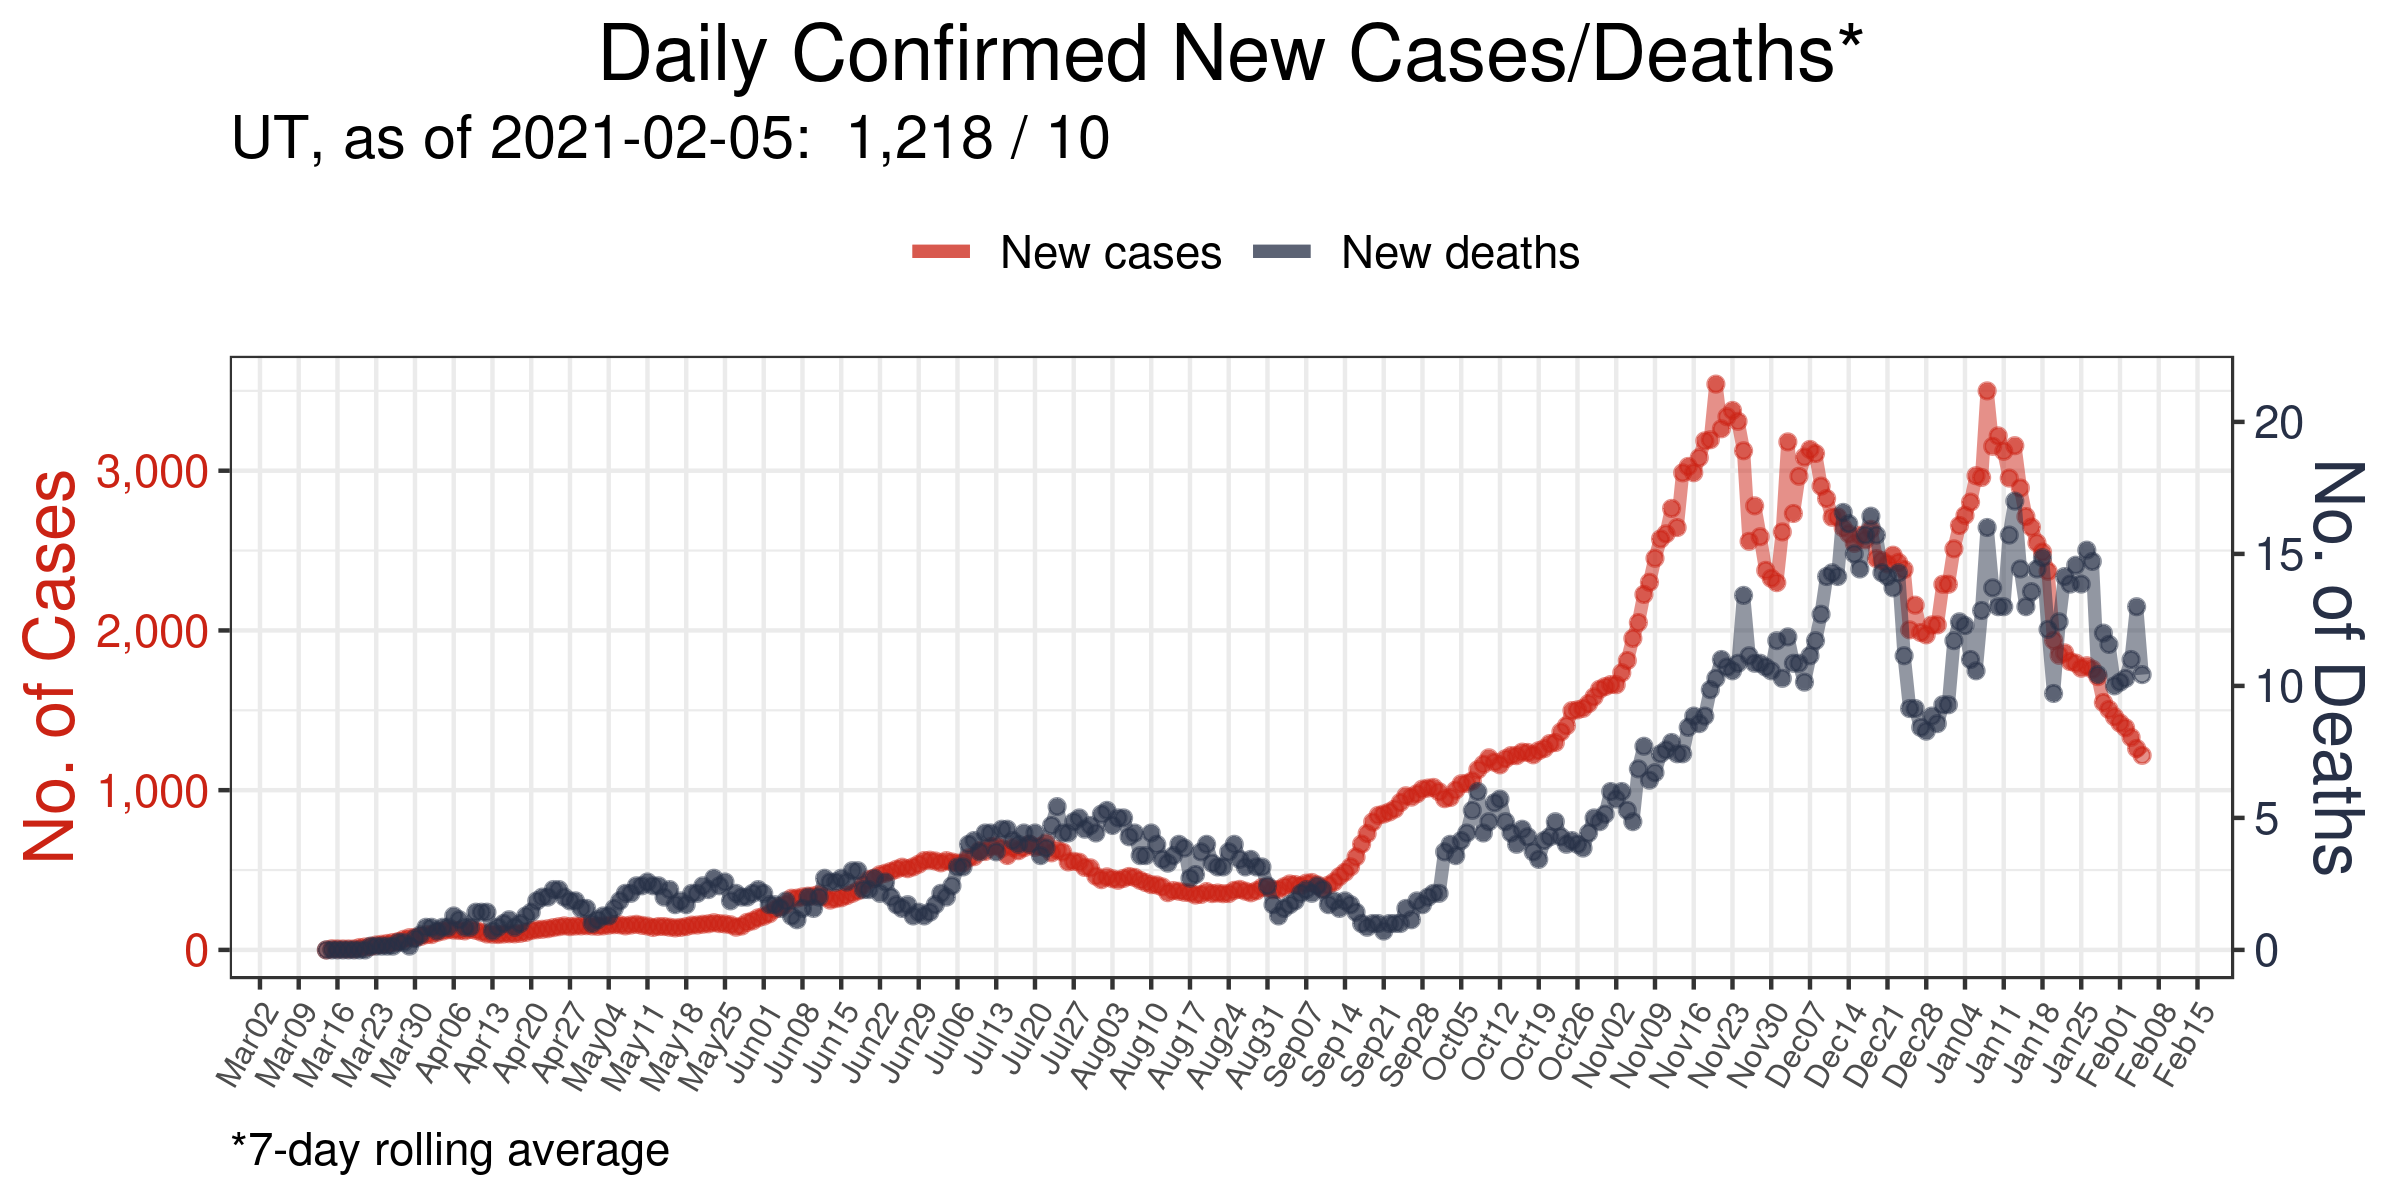 Daily Confirmed New Cases/Deaths*
UT, as of 2021-02-05:  1,218 / 10
New cases New deaths
No. of Cases
3,000
2,000
1,000
0
20
15
10
5
0
No. of Deaths
Mar02 Mar09 Mar16 Mar23 Mar30 Apr06 Apr13 Apr20 Apr27 May04 May11 May18 May25 Jun01 Jun08 Jun15 Jun22 Jun29 Jul06 Jul13 Jul20 Jul27 Aug03 Aug10 Aug17 Aug24 Aug31 Sep07 Sep14 Sep21 Sep28 Oct05 Oct12 Oct19 Oct26 Nov02 Nov09 Nov16 Nov23 Nov30 Dec07 Dec14 Dec21 Dec28 Jan04 Jan11 Jan18 Jan25 Feb01 Feb08 Feb15
*7-day rolling average